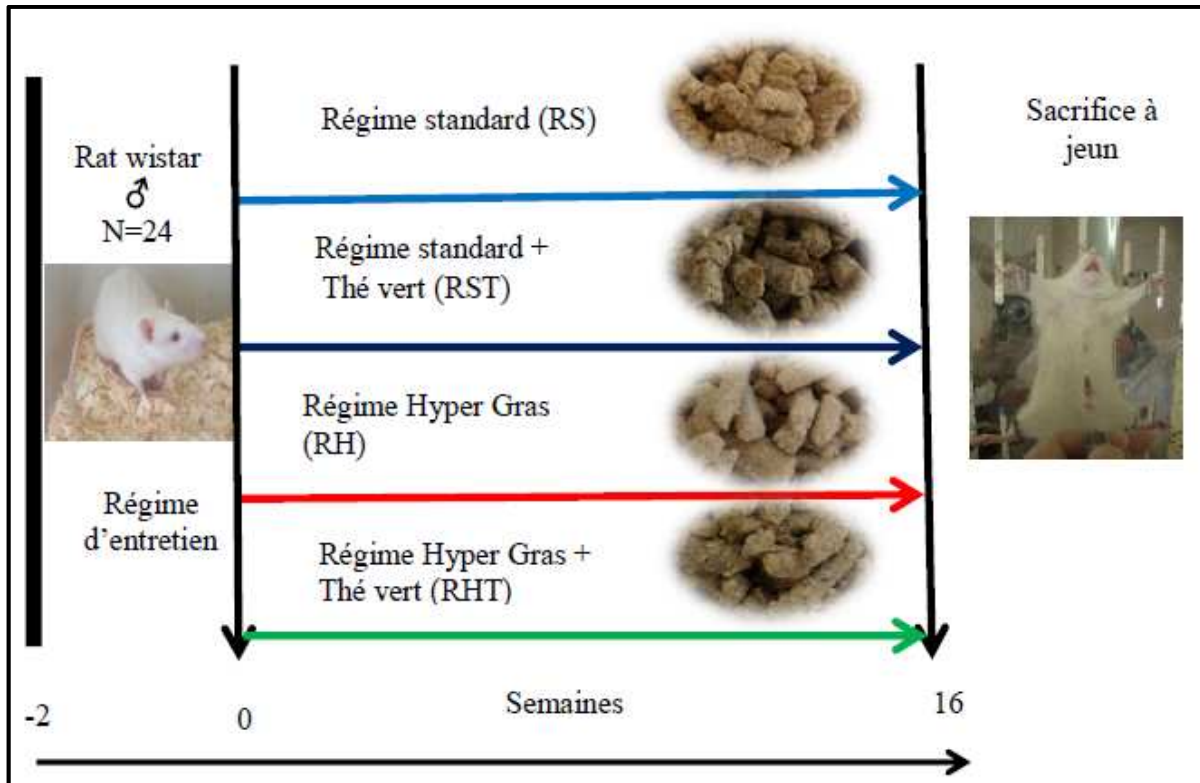 Rat wistar
♂
N=24
Régime
d’entretien
Régime standard (RS)
Régime standard +
Thé vert (RST)
Régime Hyper Gras
(RH)
Régime Hyper Gras +
Thé vert (RHT)
Sacrifice à
jeun
-2
0
Semaines
16